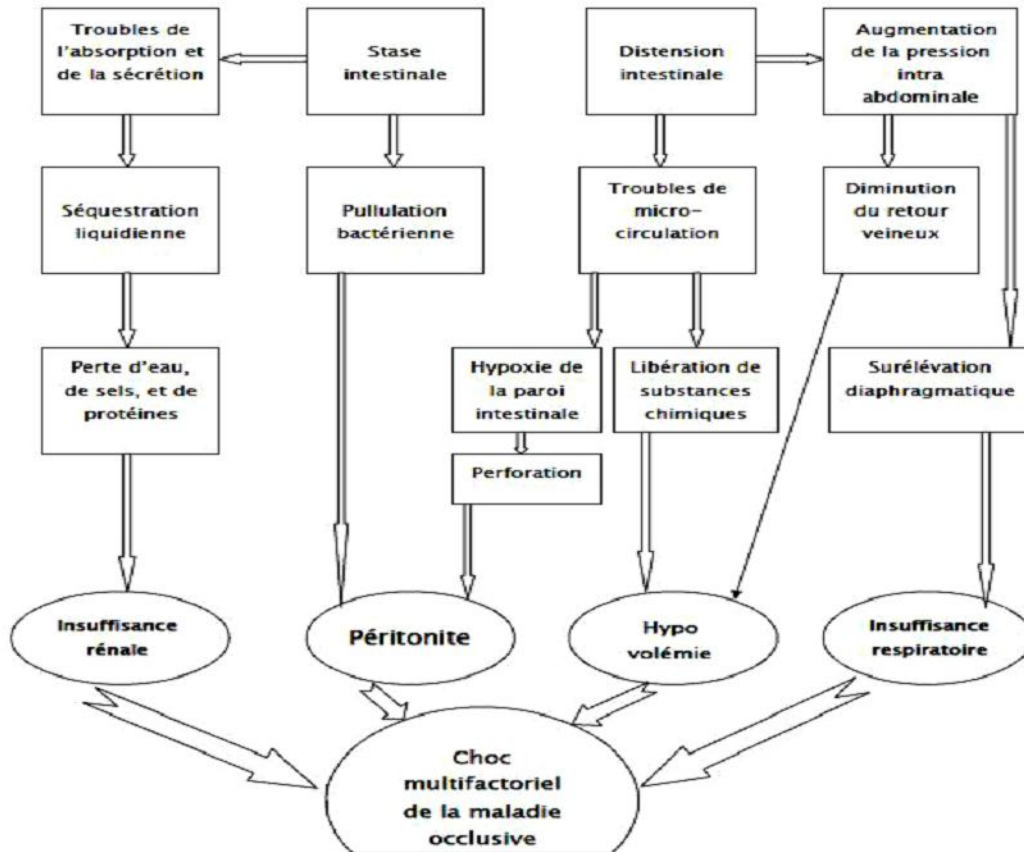 Troubles de
l'absorption et
de la sécrétion
Stase
intestinale
Distension
intestinale
Augmentation
de la pression
intra
abdominale
Séquestration
liquidienne
Pullulation
bactérienne
Troubles de
micro-
circulation
Diminution
du retour
veineux
Perte d'eau,
de sels, et de
protéines
Hypoxie de
la paroi
intestinale
Libération de
substances
chimiques
Surélévation
diaphragmatique
Perforation
Insuffisance
rénale
Péritonite
Hypo
volémie
Insuffisance
respiratoire
Choc
multifactoriel
de la maladie
occlusive